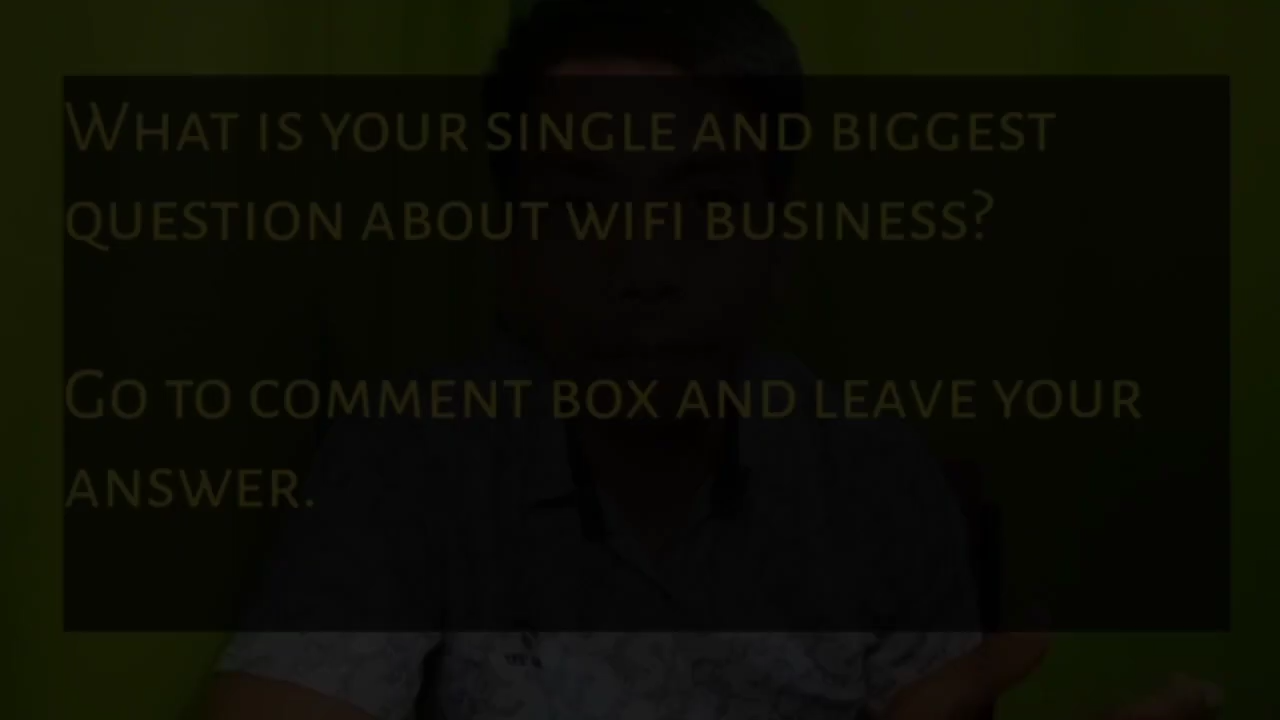 What is your single and biggest
question about wifi business?
Go to comment box and leave your
answer.